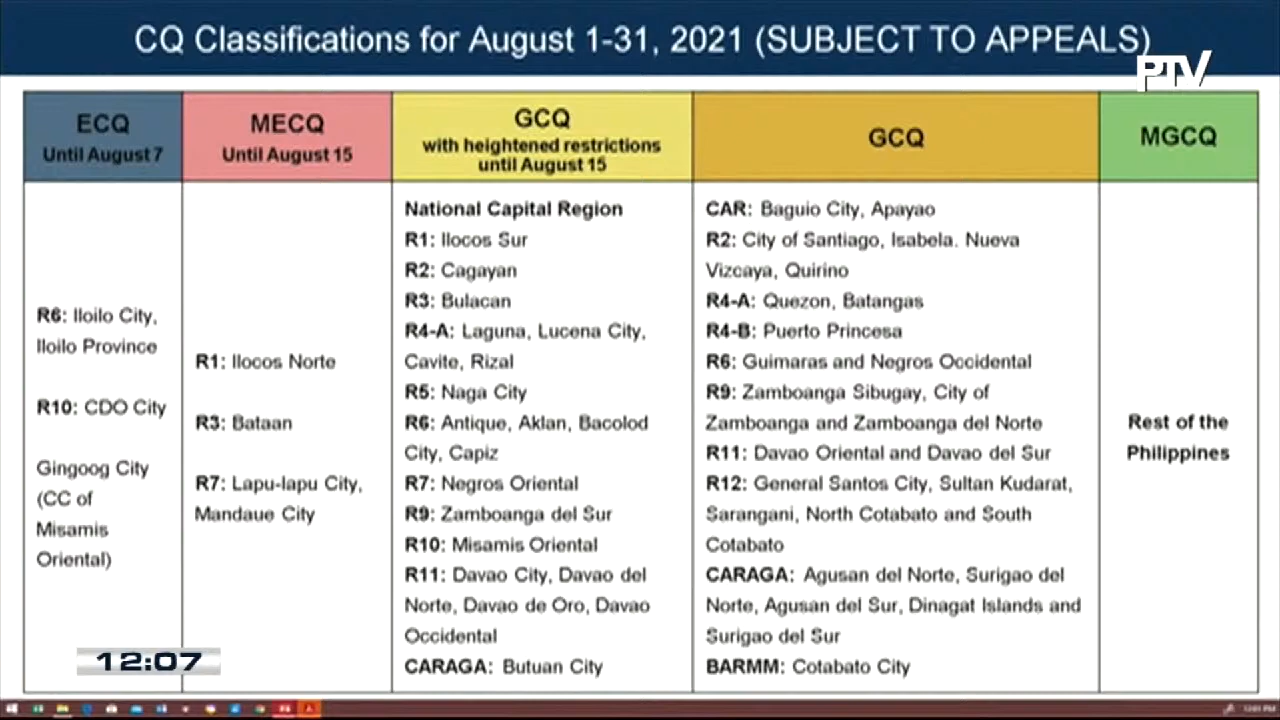 CQ Classifications for August 1-31, 2021 (SUBJECT TO APPEALS)
PTV
ECQ
Until August 7
R6: Iloilo City,
Iloilo Province
R10: CDO City
Gingoog City
(CC of
Misamis
Oriental)
MECQ
Until August 15
R1: Ilocos Norte
R3: Bataan
R7: Lapu-lapu City,
Mandaue City
GCQ
with heightened restrictions
until August 15
National Capital Region
R1: Ilocos Sur
R2: Cagayan
R3: Bulacan
R4-A: Laguna, Lucena City,
Cavite, Rizal
R5: Naga City
R6: Antique, Aklan, Bacolod
City, Capiz
R7: Negros Oriental
R9: Zamboanga del Sur
R10: Misamis Oriental
R11: Davao City, Davao del
Norte, Davao de Oro, Davao
Occidental
CARAGA: Butuan City
GCQ
CAR: Baguio City, Apayao
R2: City of Santiago, Isabela. Nueva
Vizcaya, Quirino
R4-A: Quezon, Batangas
R4-B: Puerto Princesa
R6: Guimaras and Negros Occidental
R9: Zamboanga Sibugay, City of
Zamboanga and Zamboanga del Norte
R11: Davao Oriental and Davao del Sur
R12: General Santos City, Sultan Kudarat,
Sarangani, North Cotabato and South
Cotabato
CARAGA: Agusan del Norte, Surigao del
Norte, Agusan del Sur, Dinagat Islands and
Surigao del Sur
BARMM: Cotabato City
MGCQ
Rest of the
Philippines
12:07